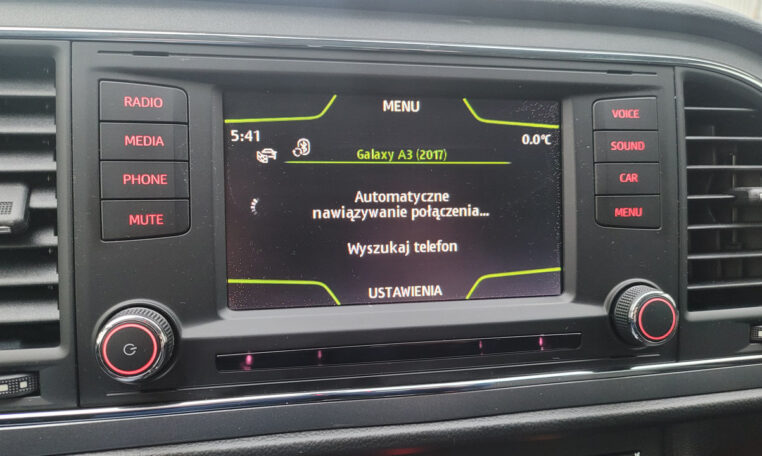 RADIO
MEDIA
PHONE
MUTE
MENU
5:41
0.0°C
Galaxy A3 (2017)
Automatyczne
nawiązywanie połączenia...
Wyszukaj telefon
USTAWIENIA
VOICE
SOUND
CAR
MENU